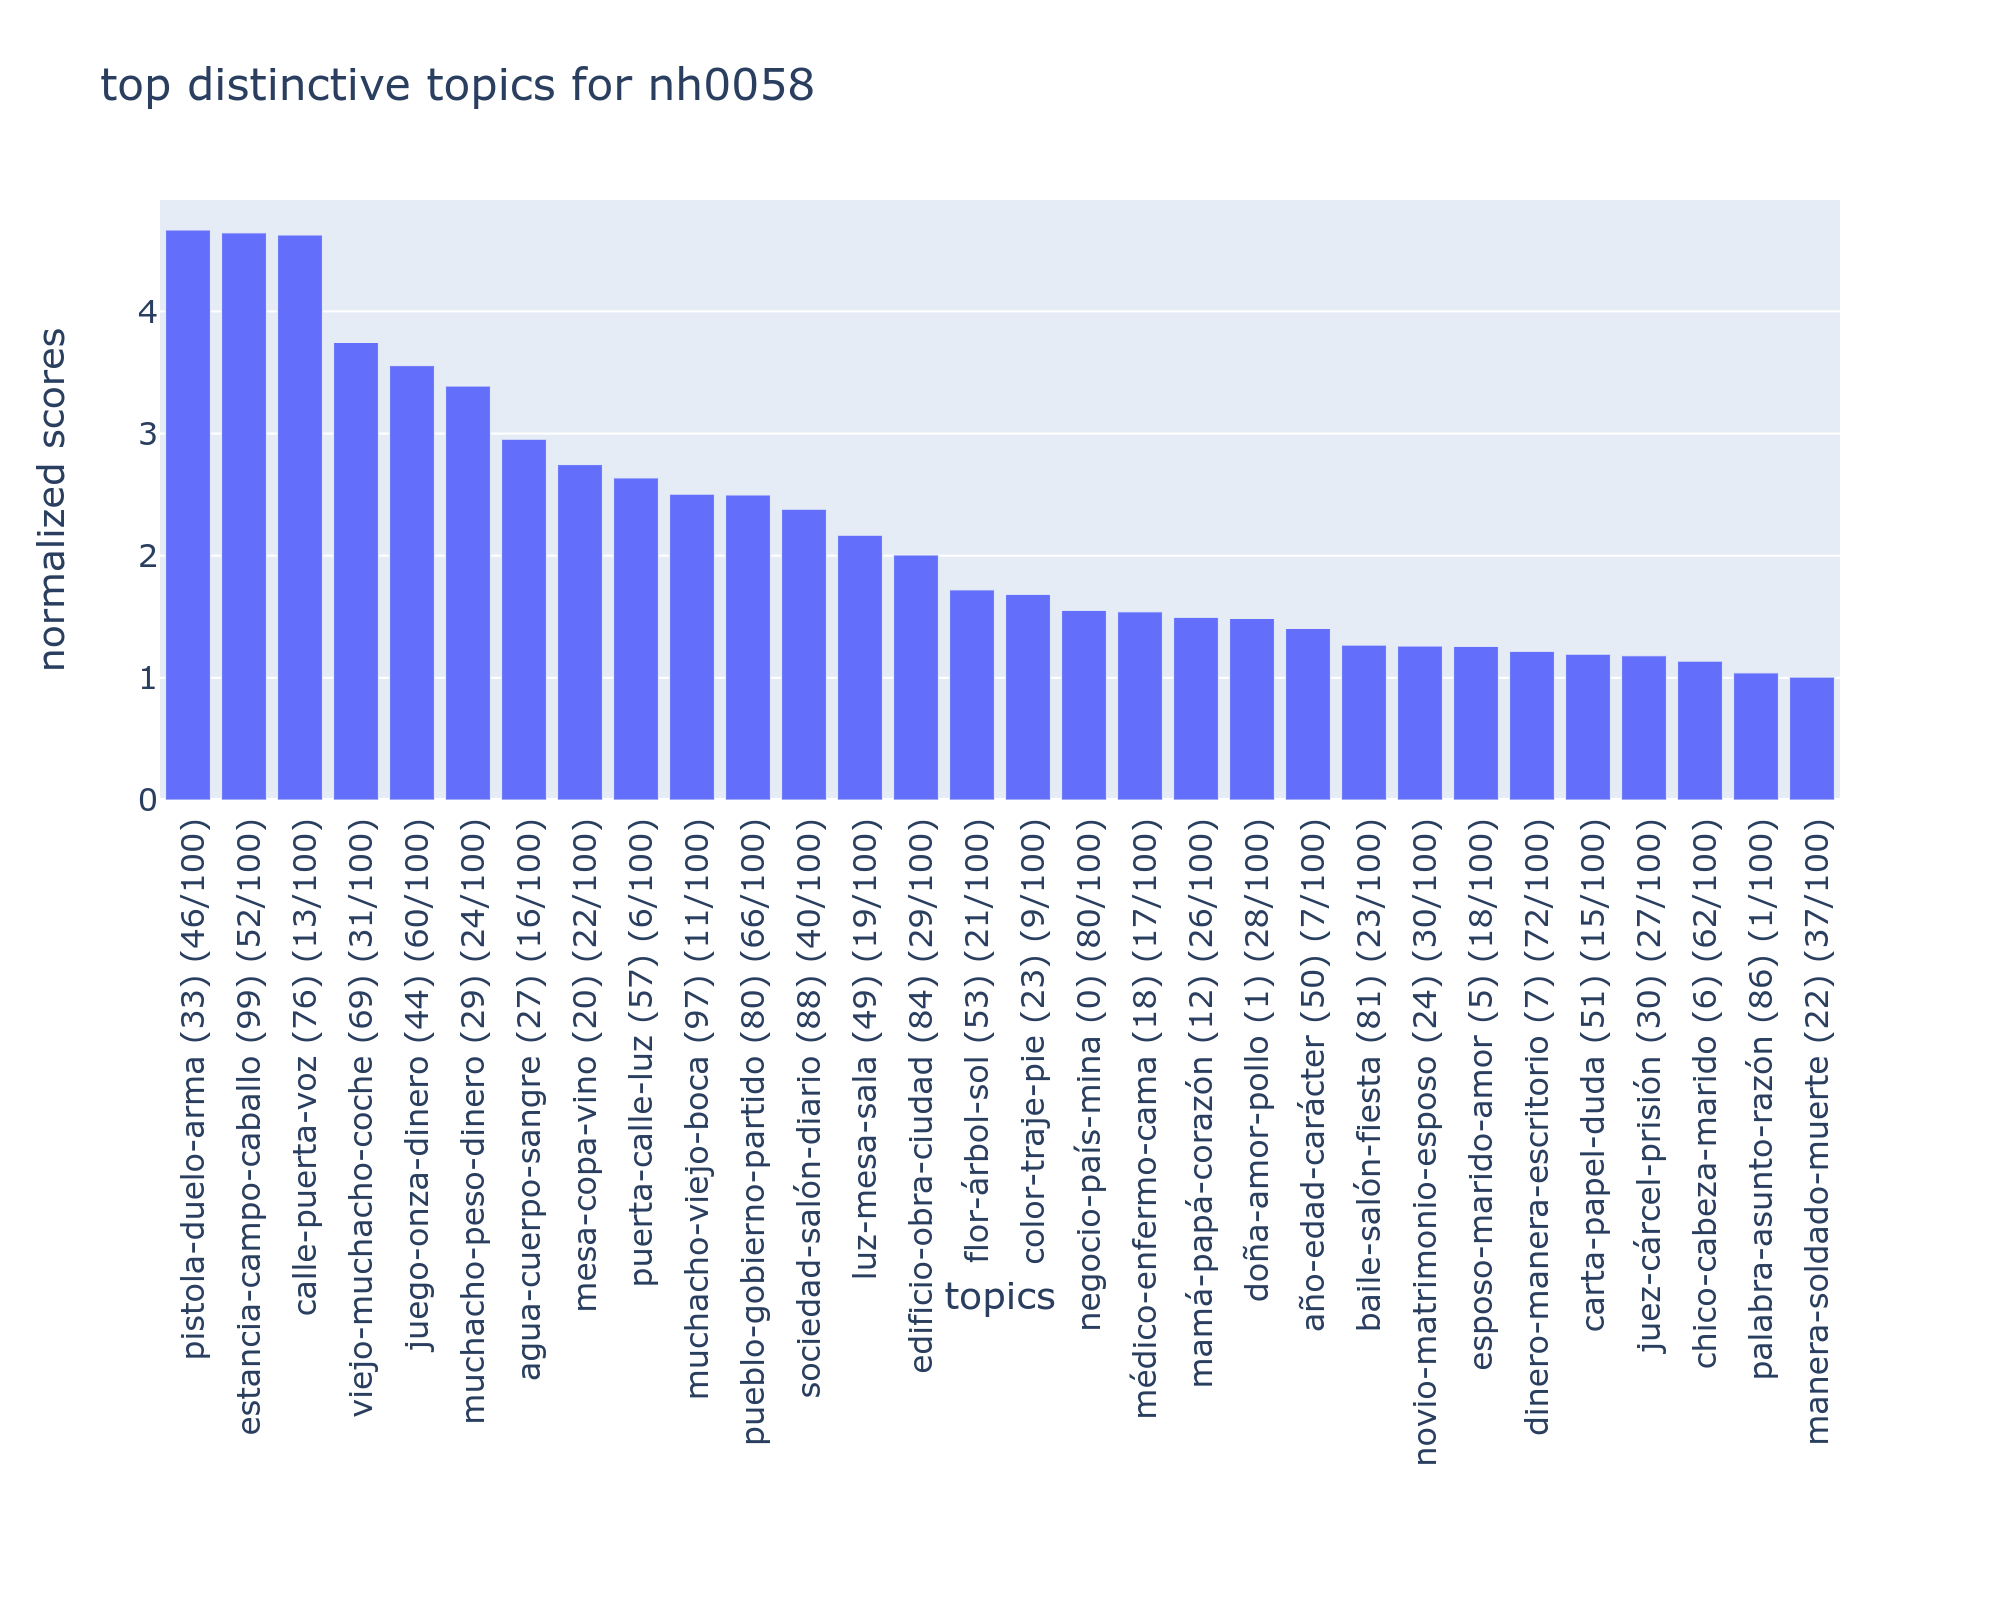 top distinctive topics for nh0058
normalized scores
4
3
2
1
0
pistola-duelo-arma (33) (46/100)
estancia-campo-caballo (99) (52/100)
calle-puerta-voz (76) (13/100)
viejo-muchacho-coche (69) (31/100)
juego-onza-dinero (44) (60/100)
muchacho-peso-dinero (29) (24/100)
agua-cuerpo-sangre (27) (16/100)
mesa-copa-vino (20) (22/100)
puerta-calle-luz (57) (6/100)
muchacho-viejo-boca (97) (11/100)
pueblo-gobierno-partido (80) (66/100)
sociedad-salón-diario (88) (40/100)
luz-mesa-sala (49) (19/100)
edificio-obra-ciudad (84) (29/100)
flor-árbol-sol (53) (21/100)
color-traje-pie (23) (9/100)
negocio-país-mina (0) (80/100)
médico-enfermo-cama (18) (17/100)
mamá-papá-corazón (12) (26/100)
doña-amor-pollo (1) (28/100)
año-edad-carácter (50) (7/100)
baile-salón-fiesta (81) (23/100)
novio-matrimonio-esposo (24) (30/100)
esposo-marido-amor (5) (18/100)
dinero-manera-escritorio (7) (72/100)
carta-papel-duda (51) (15/100)
juez-cárcel-prisión (30) (27/100)
chico-cabeza-marido (6) (62/100)
palabra-asunto-razón (86) (1/100)
manera-soldado-muerte (22) (37/100)
topics